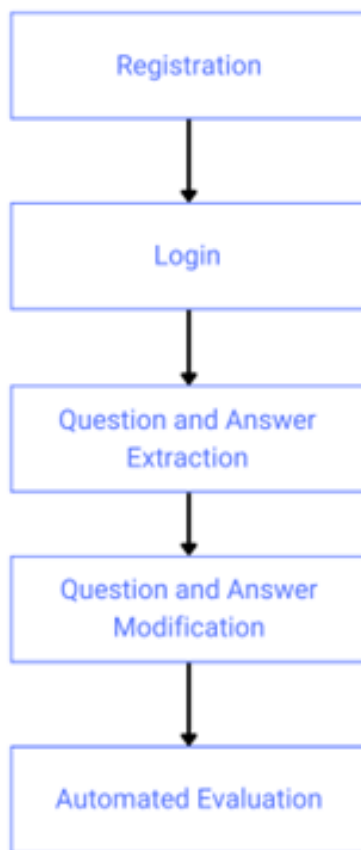 Registration
Login
Question and Answer
Extraction
Question and Answer
Modification
Automated Evaluation